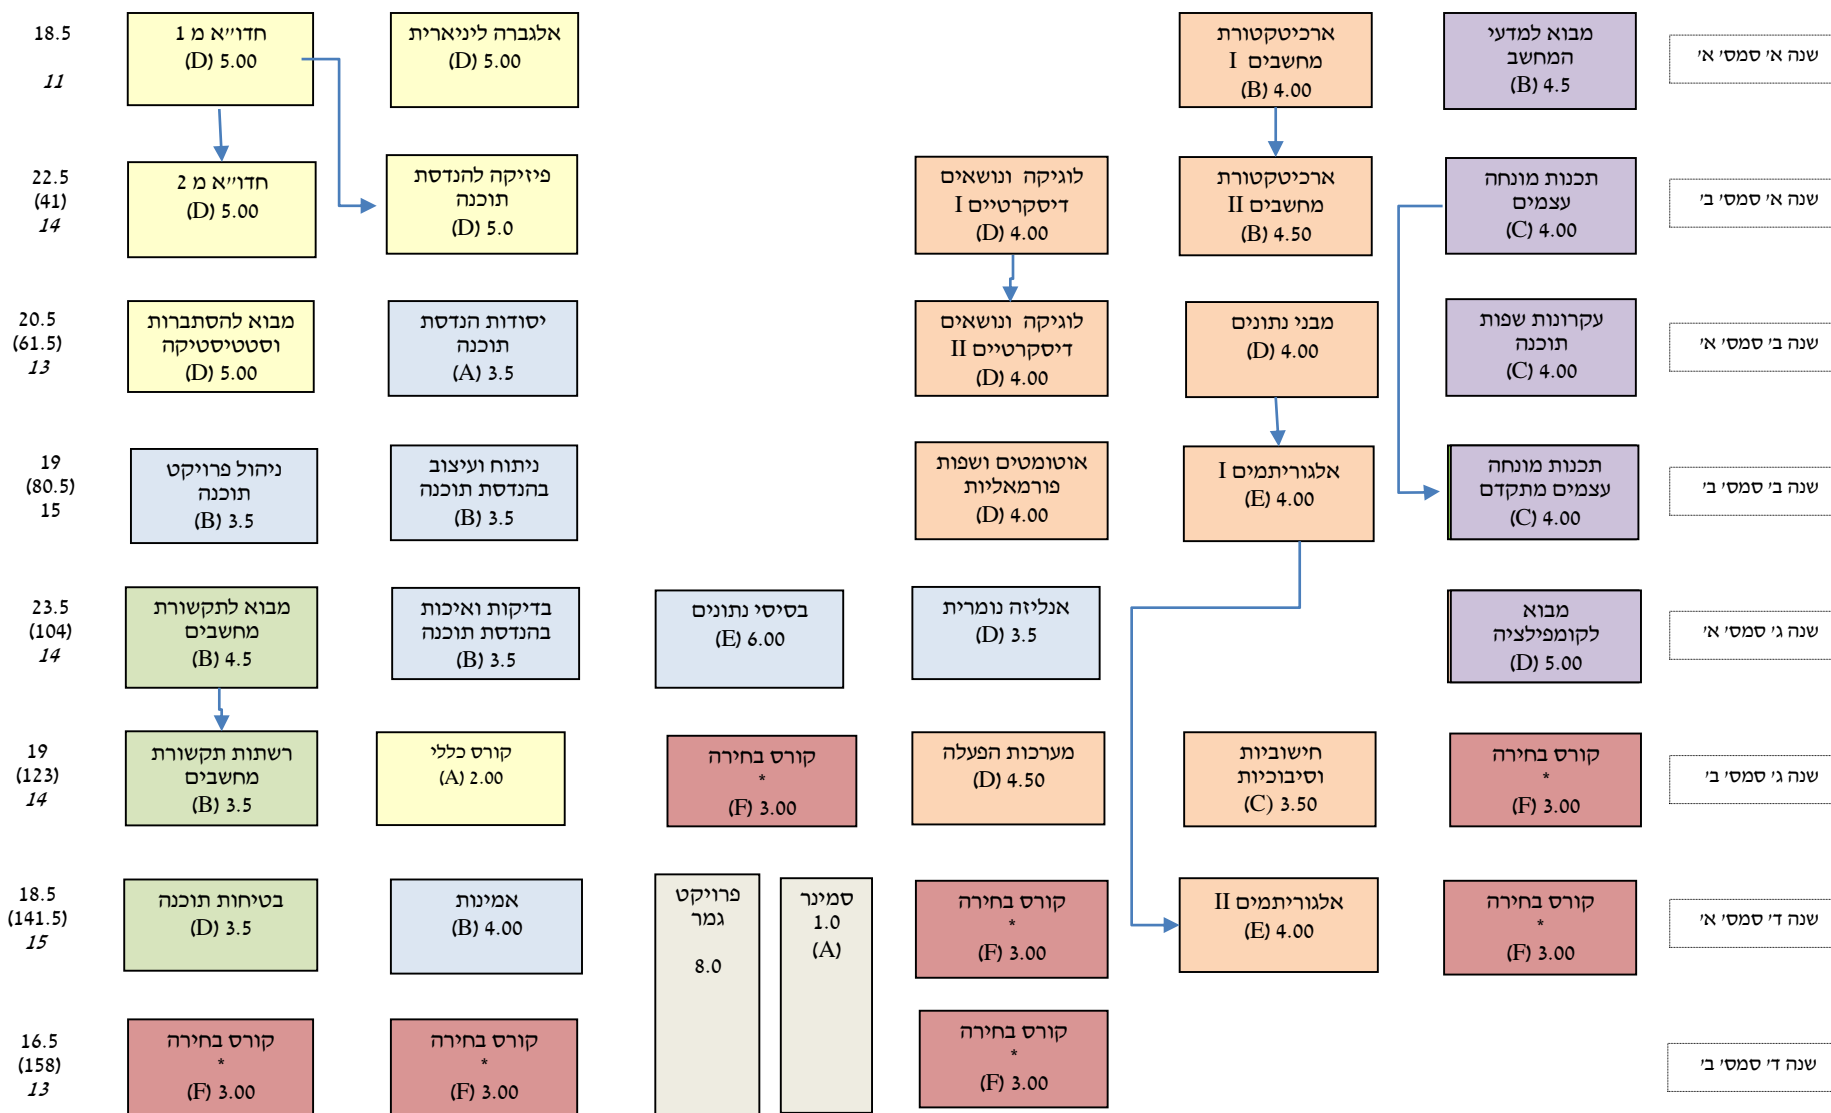 שנה א׳ סמס׳ א׳
מבוא למדעי
המחשב
4.5 (B)
ארכיטקטורת
מחשבים I
4.00 (B)
אלגברה ליניארית
5.00 (D)
חדו״א מ 1
5.00 (D)
18.5
11
שנה א׳ סמס׳ ב׳
תכנות מונחה
עצמים
4.00 (C)
ארכיטקטורת
מחשבים II
4.50 (B)
לוגיקה ונושאים
דיסקרטיים I
4.00 (D)
פיזיקה להנדסת
תוכנה
5.0 (D)
חדו״א מ 2
5.00 (D)
22.5
(41)
14
שנה ב׳ סמס׳ א׳
עקרונות שפות
תוכנה
4.00 (C)
מבני נתונים
4.00 (D)
לוגיקה ונושאים
דיסקרטיים II
4.00 (D)
יסודות הנדסת
תוכנה
3.5 (A)
מבוא להסתברות
וסטטיסטיקה
5.00 (D)
20.5
(61.5)
13
שנה ב׳ סמס׳ ב׳
תכנות מונחה
עצמים מתקדם
4.00 (C)
אלגוריתמים I
4.00 (E)
אוטומטים ושפות
פורמאליות
4.00 (D)
ניתוח ועיצוב
בהנדסת תוכנה
3.5 (B)
ניהול פרויקט
תוכנה
3.5 (B)
19
(80.5)
15
שנה ג׳ סמס׳ א׳
מבוא
לקומפילציה
5.00 (D)
אנליזה נומרית
3.5 (D)
בסיסי נתונים
6.00 (E)
בדיקות ואיכות
בהנדסת תוכנה
3.5 (B)
מבוא לתקשורת
מחשבים
4.5 (B)
23.5
(104)
14
שנה ג׳ סמס׳ ב׳
קורס בחירה
*
3.00 (F)
חישוביות
וסיבוכיות
3.50 (C)
מערכות הפעלה
4.50 (D)
קורס בחירה
*
3.00 (F)
קורס כללי
2.00 (A)
רשתות תקשורת
מחשבים
3.5 (B)
19
(123)
14
שנה ד׳ סמס׳ א׳
קורס בחירה
*
3.00 (F)
אלגוריתמים II
4.00 (E)
קורס בחירה
*
3.00 (F)
סמינר
1.0
(A)
פרויקט
גמר
8.0
אמינות
4.00 (B)
בטיחות תוכנה
3.5 (D)
18.5
(141.5)
15
שנה ד׳ סמס׳ ב׳
קורס בחירה
*
3.00 (F)
קורס בחירה
*
3.00 (F)
קורס בחירה
*
3.00 (F)
16.5
(158)
13